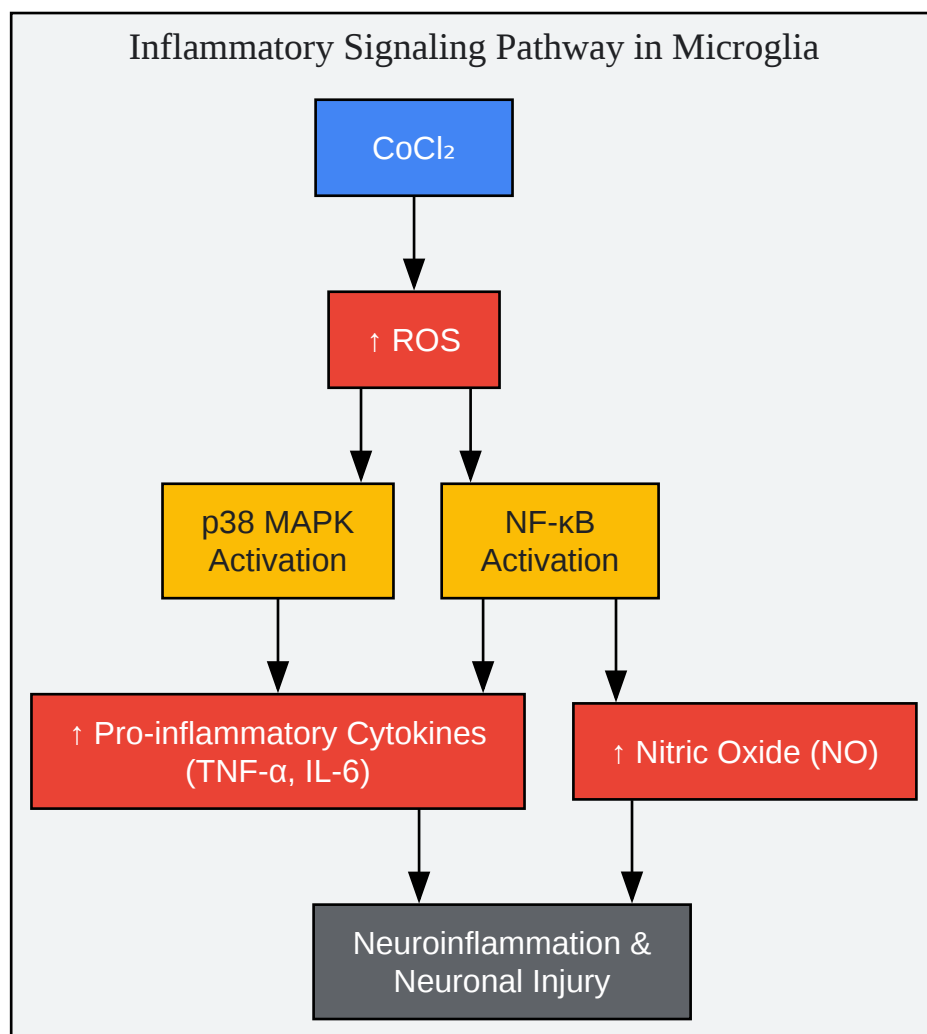 Inflammatory Signaling Pathway in Microglia
CoCl₂
↑ ROS
p38 MAPK
Activation
NF-κB
Activation
↑ Pro-inflammatory Cytokines
(TNF-α, IL-6)
↑ Nitric Oxide (NO)
Neuroinflammation &
Neuronal Injury